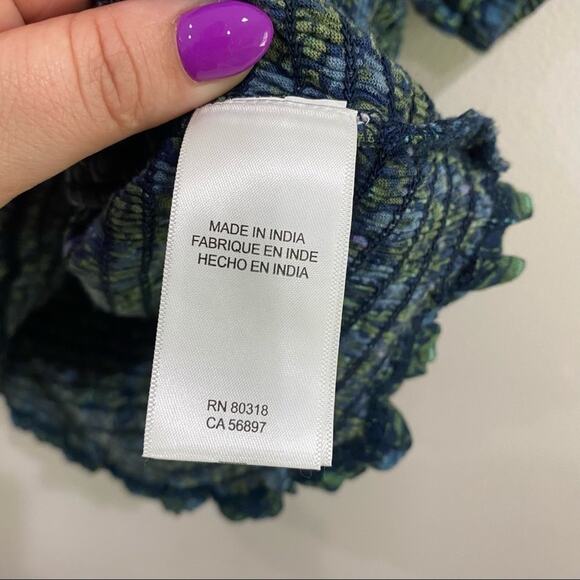 MADE IN INDIA
FABRIQUE EN INDE
HECHO EN INDIA
RN 80318
CA 56897